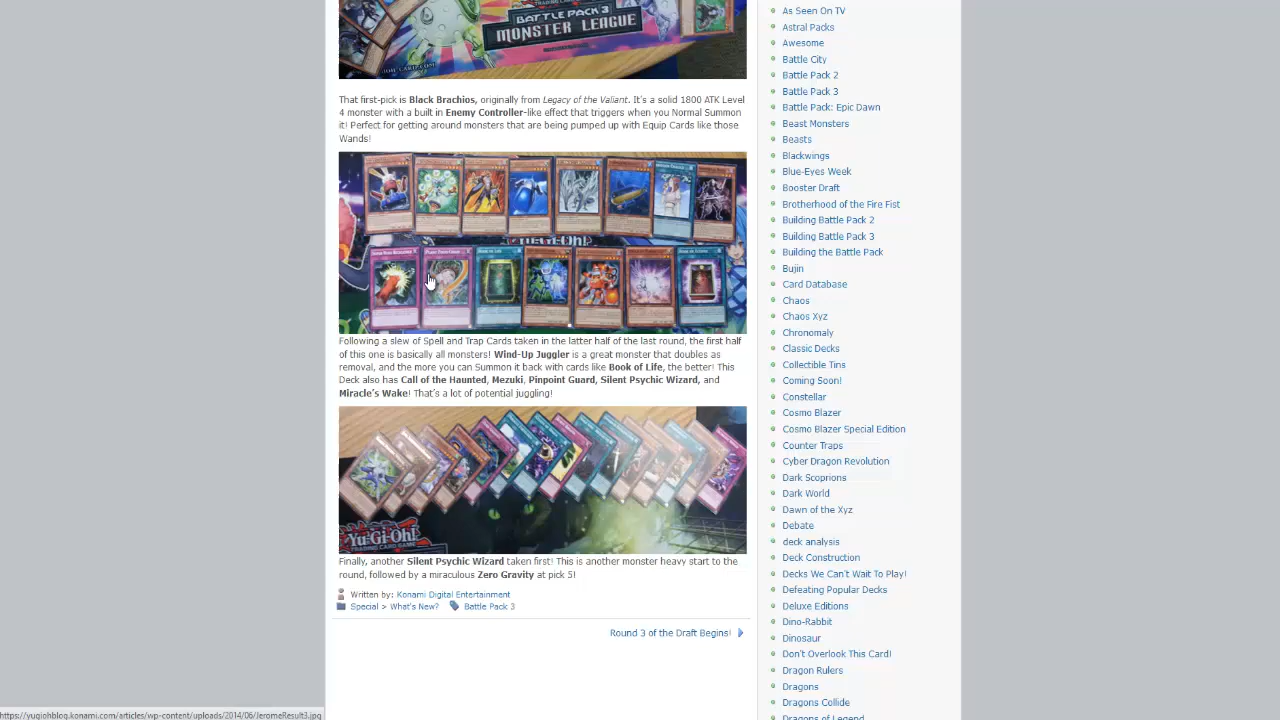 BATTLE PACK 3
MONSTER LEAGUE
That first-pick is Black Brachios, originally from Legacy of the Valiant. It's a solid 1800 ATK Level
4 monster with a built in Enemy Controller-like effect that triggers when you Normal Summon
it! Perfect for getting around monsters that are being pumped up with Equip Cards like those
Wands!
Following a slew of Spell and Trap Cards taken in the latter half of the last round, the first half
of this one is basically all monsters! Wind-Up Juggler is a great monster that doubles as
removal, and the more you can Summon it back with cards like Book of Life, the better! This
Deck also has Call of the Haunted, Mezuki, Pinpoint Guard, Silent Psychic Wizard, and
Miracle's Wake! That's a lot of potential juggling!
Yu-Gi-Oh!
TRADING CARD GAME
Finally, another Silent Psychic Wizard taken first! This is another monster heavy start to the
round, followed by a miraculous Zero Gravity at pick 5!
Written by: Konami Digital Entertainment
Special > What's New? Battle Pack 3
Round 3 of the Draft Begins!
As Seen On TV
Astral Packs
Awesome
Battle City
Battle Pack 2
Battle Pack 3
Battle Pack: Epic Dawn
Beast Monsters
Beasts
Blackwings
Blue-Eyes Week
Booster Draft
Brotherhood of the Fire Fist
Building Battle Pack 2
Building Battle Pack 3
Building the Battle Pack
Bujin
Card Database
Chaos
Chaos Xyz
Chronomaly
Classic Decks
Collectible Tins
Coming Soon!
Constellar
Cosmo Blazer
Cosmo Blazer Special Edition
Counter Traps
Cyber Dragon Revolution
Dark Scoprions
Dark World
Dawn of the Xyz
Debate
deck analysis
Deck Construction
Decks We Can't Wait To Play!
Defeating Popular Decks
Deluxe Editions
Dino-Rabbit
Dinosaur
Don't Overlook This Card!
Dragon Rulers
Dragons
Dragons Collide
Dragons of Legend
https://yugiohblog.konami.com/articles/wp-content/uploads/2014/06/JeromeResult3.jpg